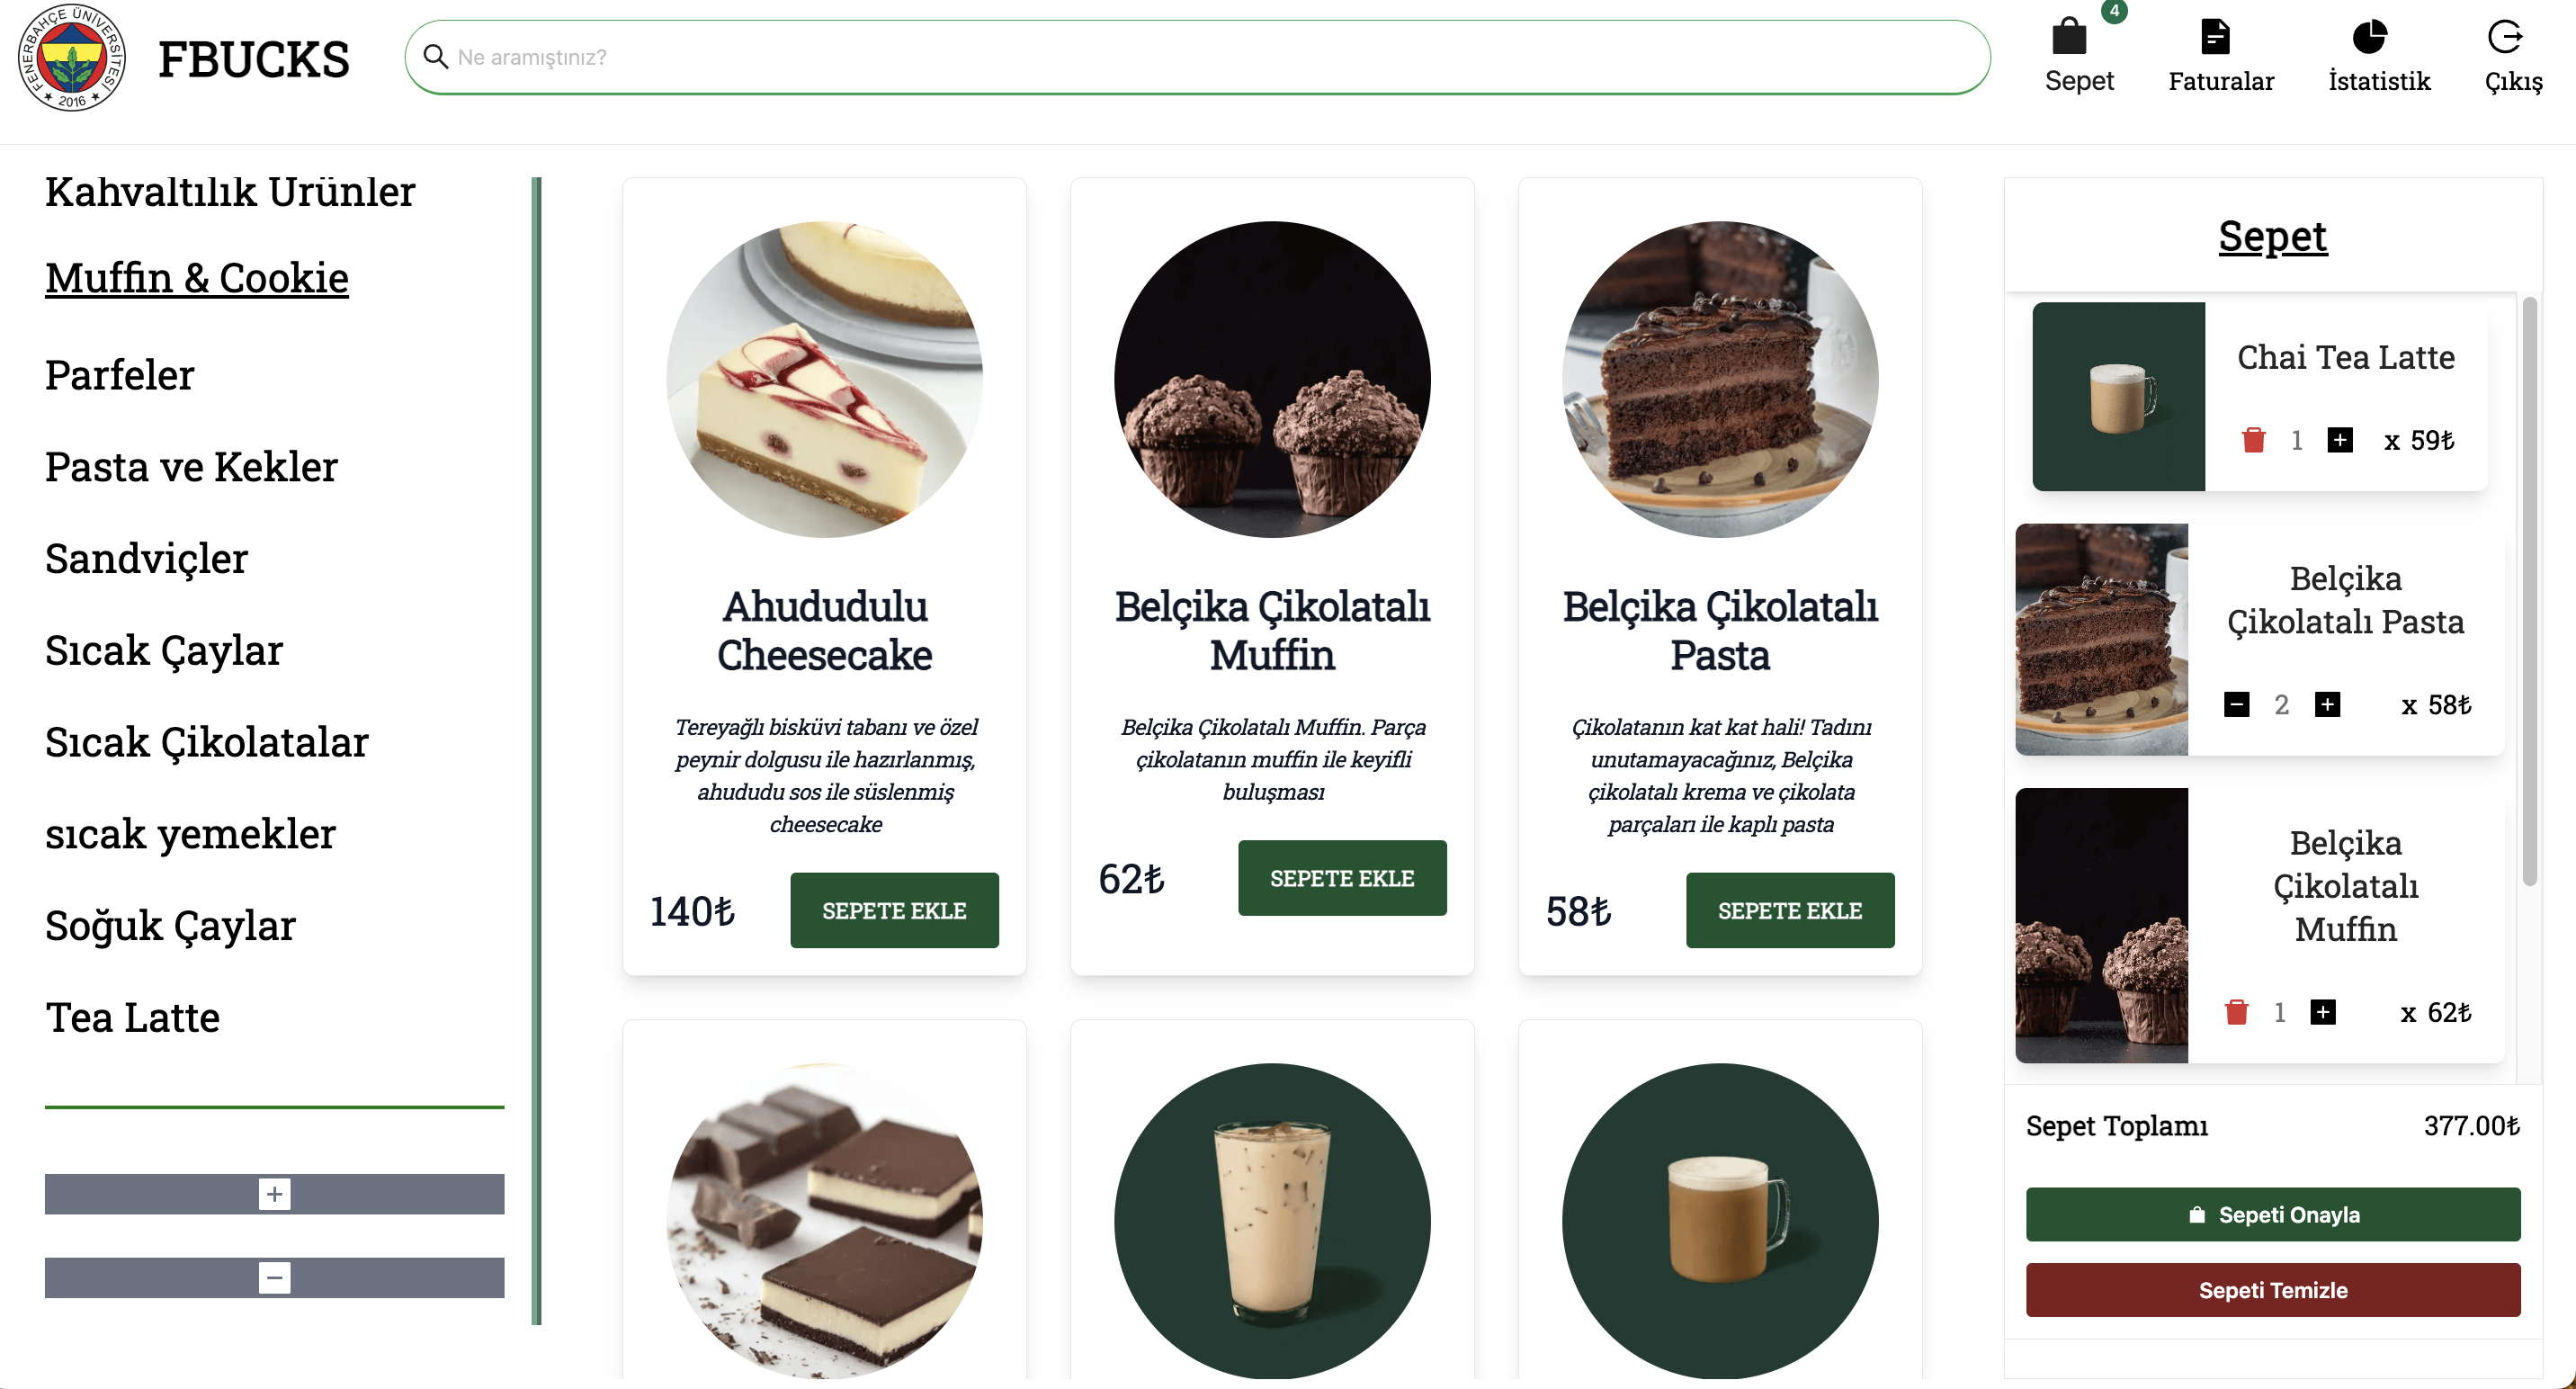 FENERBAHÇE ÜNİVERSİTESİ
2016
FBUCKS
Ne aramıştınız?
4
Sepet
Faturalar
İstatistik
Çıkış
Kahvaltılık Ürünler
Muffin & Cookie
Parfeler
Pasta ve Kekler
Sandviçler
Sıcak Çaylar
Sıcak Çikolatalar
sıcak yemekler
Soğuk Çaylar
Tea Latte
Ahududulu
Cheesecake
Tereyağlı bisküvi tabanı ve özel
peynir dolgusu ile hazırlanmış,
ahududu sos ile süslenmiş
cheesecake
140₺
SEPETE EKLE
Belçika Çikolatalı
Muffin
Belçika Çikolatalı Muffin. Parça
çikolatanın muffin ile keyifli
buluşması
62₺
SEPETE EKLE
Belçika Çikolatalı
Pasta
Çikolatanın kat kat hali! Tadını
unutamayacağınız, Belçika
çikolatalı krema ve çikolata
parçaları ile kaplı pasta
58₺
SEPETE EKLE
Sepet
Chai Tea Latte
1 x 59₺
Belçika
Çikolatalı Pasta
2 x 58₺
Belçika
Çikolatalı
Muffin
1 x 62₺
Sepet Toplamı 377.00₺
Sepeti Onayla
Sepeti Temizle